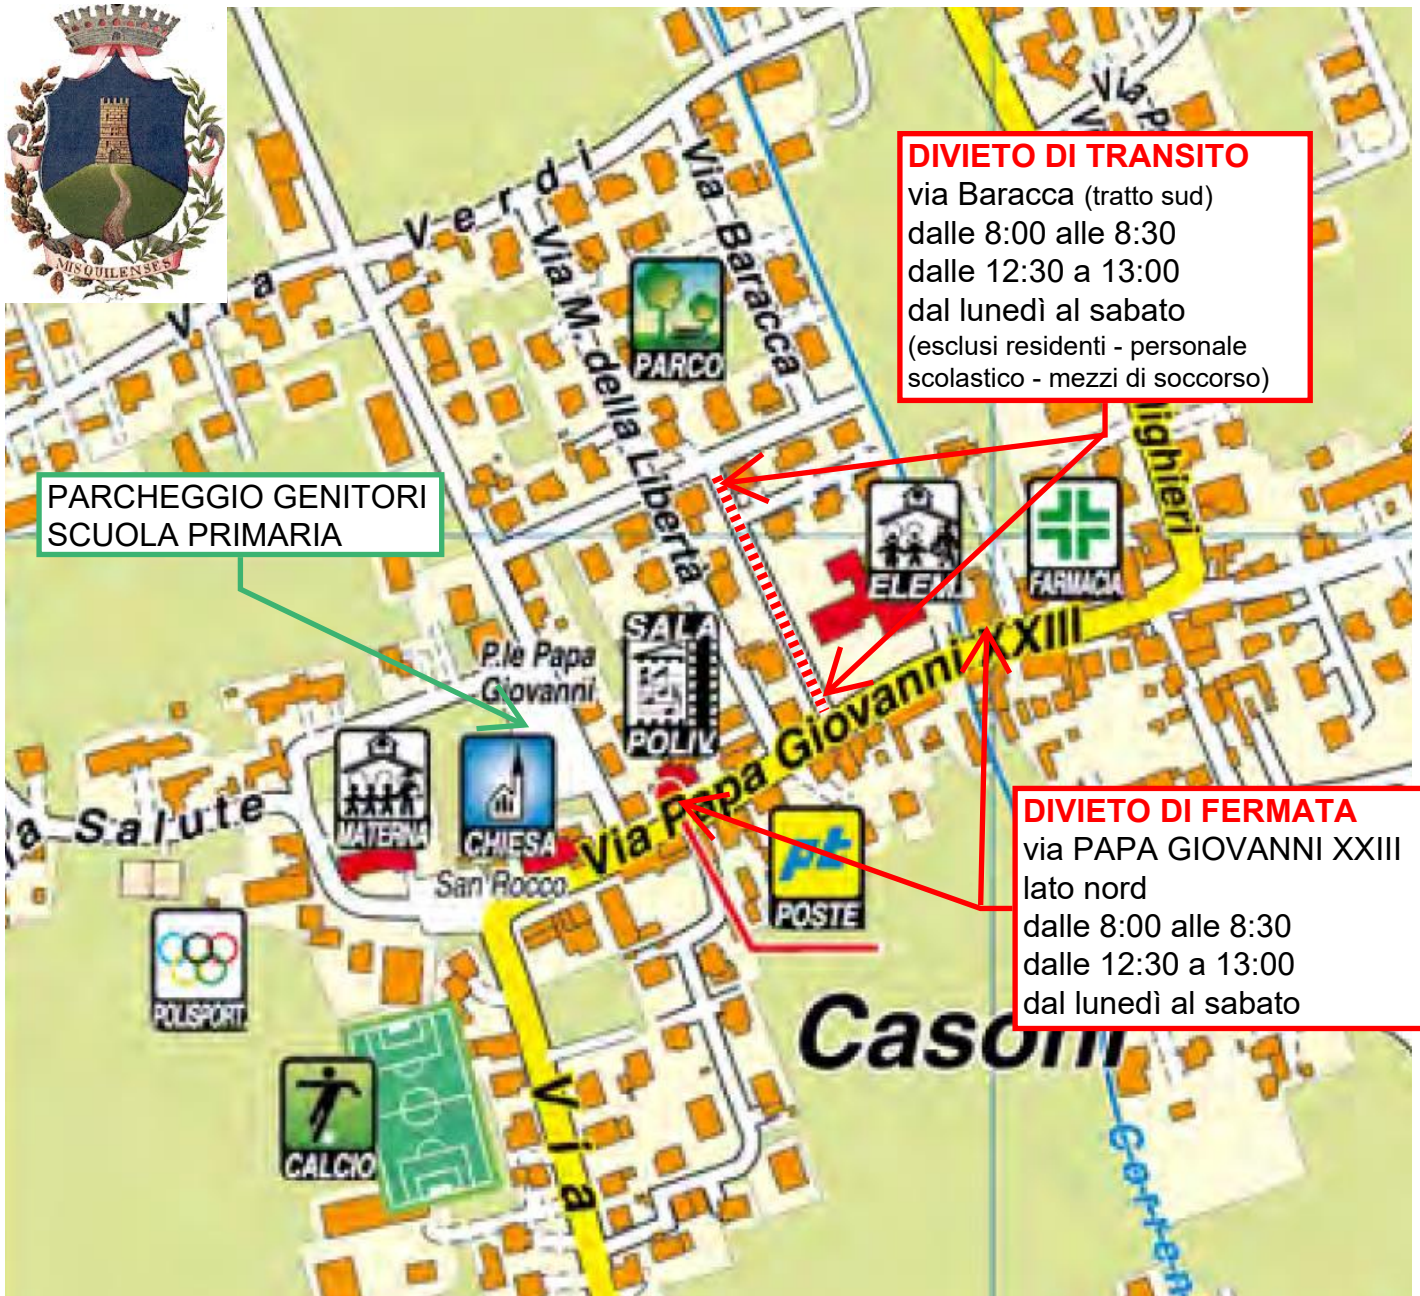 MISQUILENSES
Via Verdi
Via M. della Libertà
Via Baracca
PARCO
DIVIETO DI TRANSITO
via Baracca (tratto sud)
dalle 8:00 alle 8:30
dalle 12:30 a 13:00
dal lunedì al sabato
(esclusi residenti - personale
scolastico - mezzi di soccorso)
PARCHEGGIO GENITORI
SCUOLA PRIMARIA
ELEM.
FARMACIA
P.le Papa
Giovanni
SALA
POLIV.
MATERNA
CHIESA
San Rocco
Salute
Via Papa Giovanni XXIII
pt
POSTE
DIVIETO DI FERMATA
via PAPA GIOVANNI XXIII
lato nord
dalle 8:00 alle 8:30
dalle 12:30 a 13:00
dal lunedì al sabato
POLISPORT
Casoni
CALCIO
Via